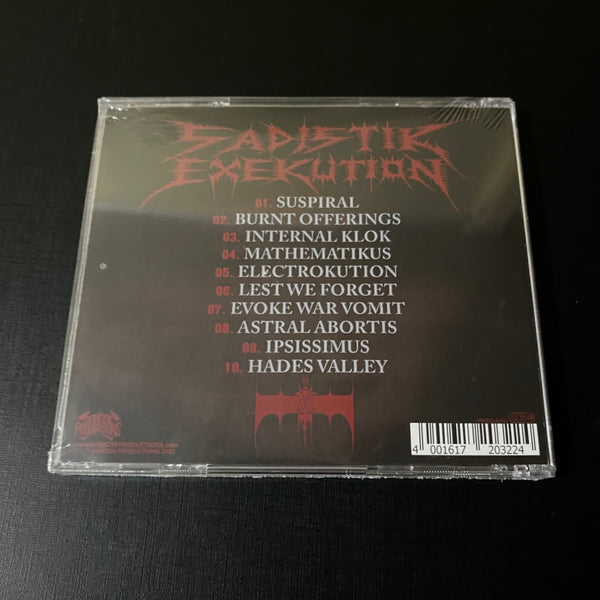 SADISTIK
EXEKUTION
01. SUSPIRAL
02. BURNT OFFERINGS
03. INTERNAL KLOK
04. MATHEMATIKUS
05. ELECTROKUTION
06. LEST WE FORGET
07. EVOKE WAR VOMIT
08. ASTRAL ABORTIS
09. IPSISSIMUS
10. HADES VALLEY
4 001617 203224